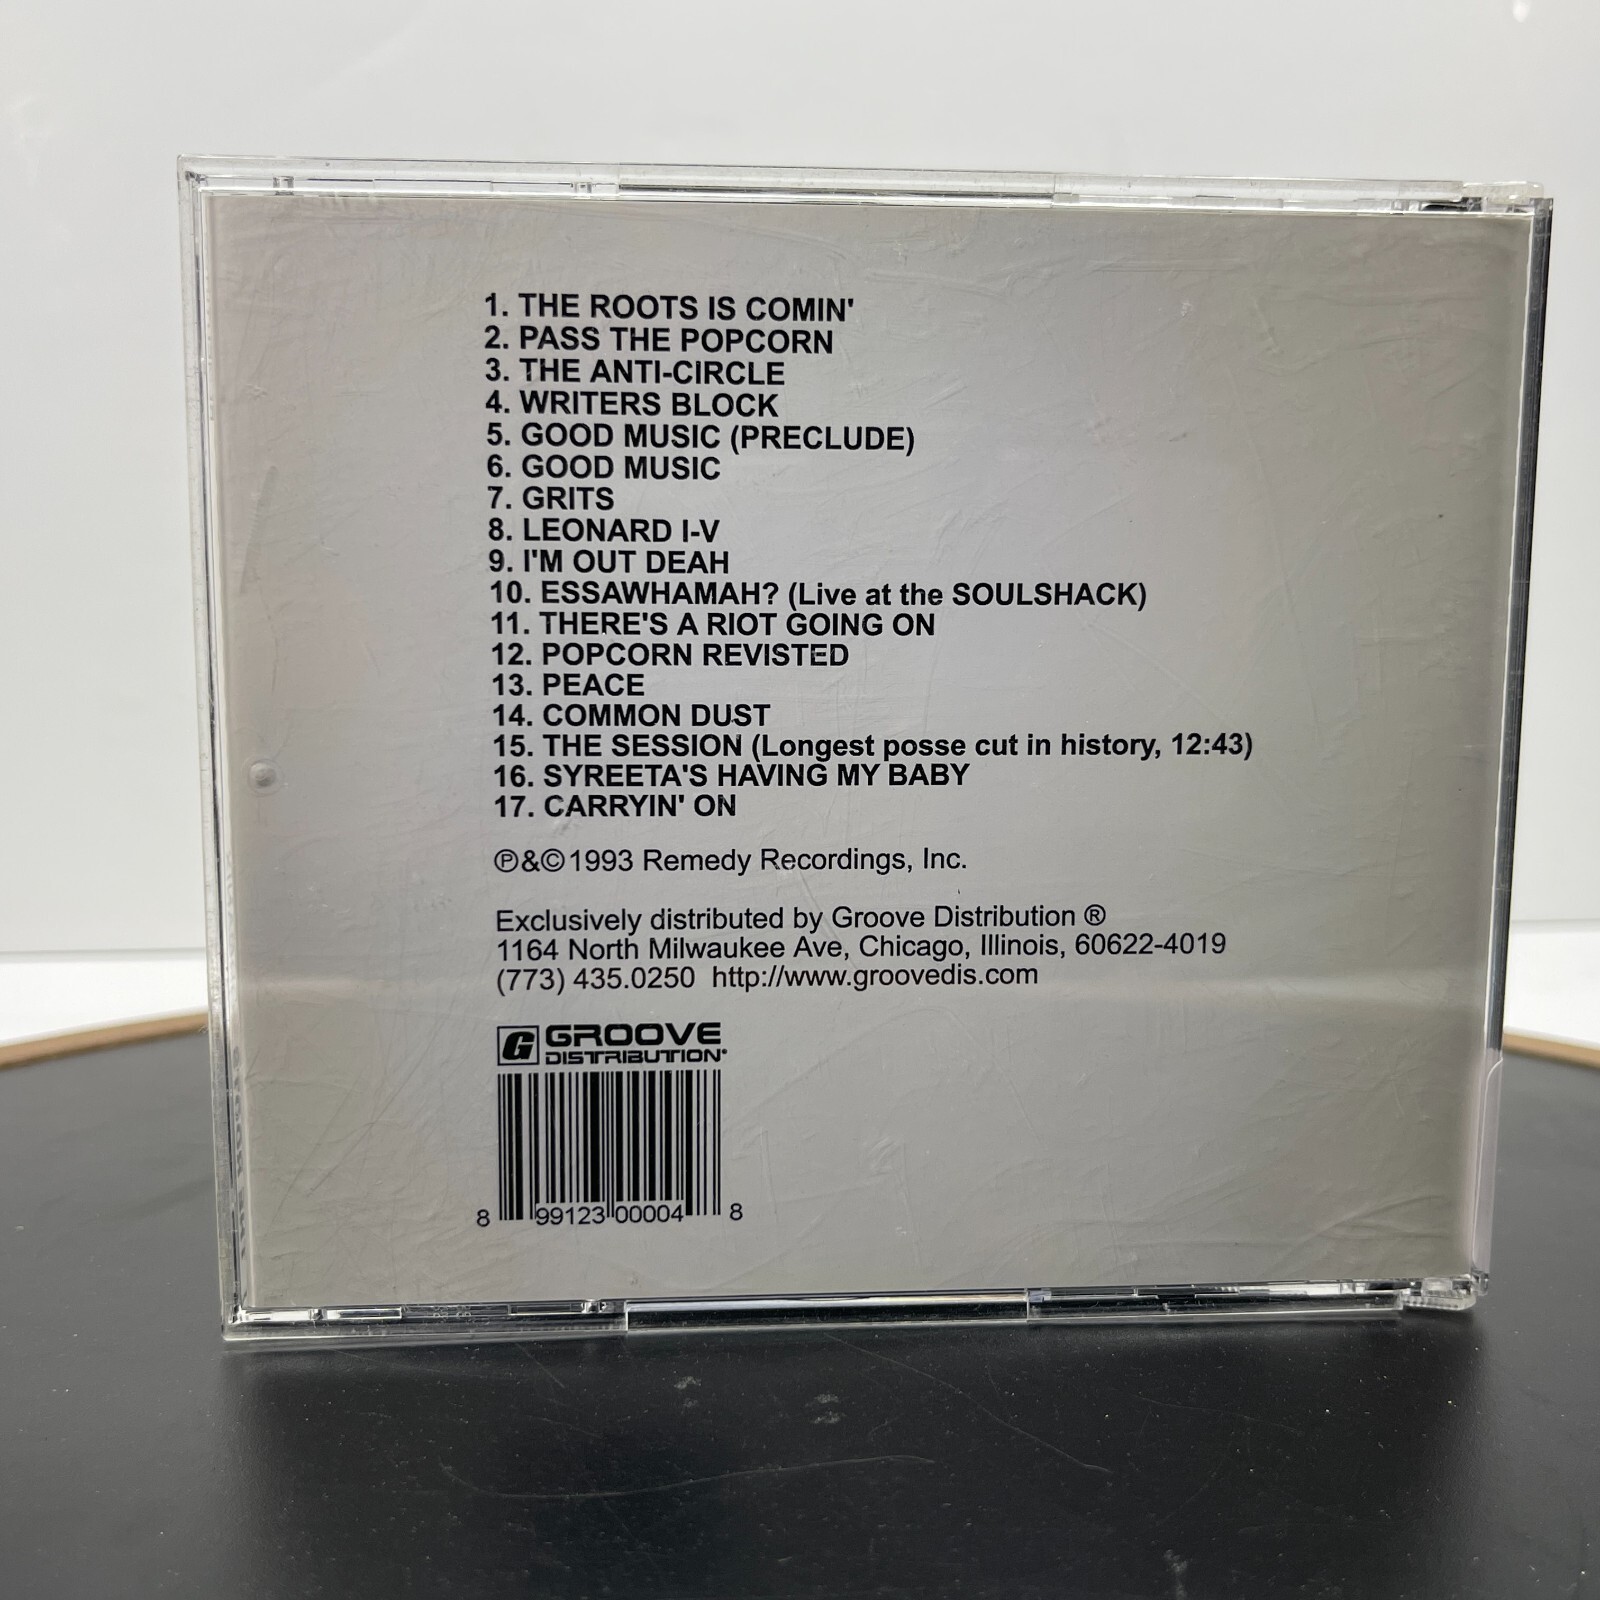 1. THE ROOTS IS COMIN'
2. PASS THE POPCORN
3. THE ANTI-CIRCLE
4. WRITERS BLOCK
5. GOOD MUSIC (PRECLUDE)
6. GOOD MUSIC
7. GRITS
8. LEONARD I-V
9. I'M OUT DEAH
10. ESSAWHAMAH? (Live at the SOULSHACK)
11. THERE'S A RIOT GOING ON
12. POPCORN REVISTED
13. PEACE
14. COMMON DUST
15. THE SESSION (Longest posse cut in history, 12:43)
16. SYREETA'S HAVING MY BABY
17. CARRYIN' ON
℗&©1993 Remedy Recordings, Inc.
Exclusively distributed by Groove Distribution ®
1164 North Milwaukee Ave, Chicago, Illinois, 60622-4019
(773) 435.0250 http://www.groovedis.com
G GROOVE
DISTRIBUTION
8 99123 00004 8